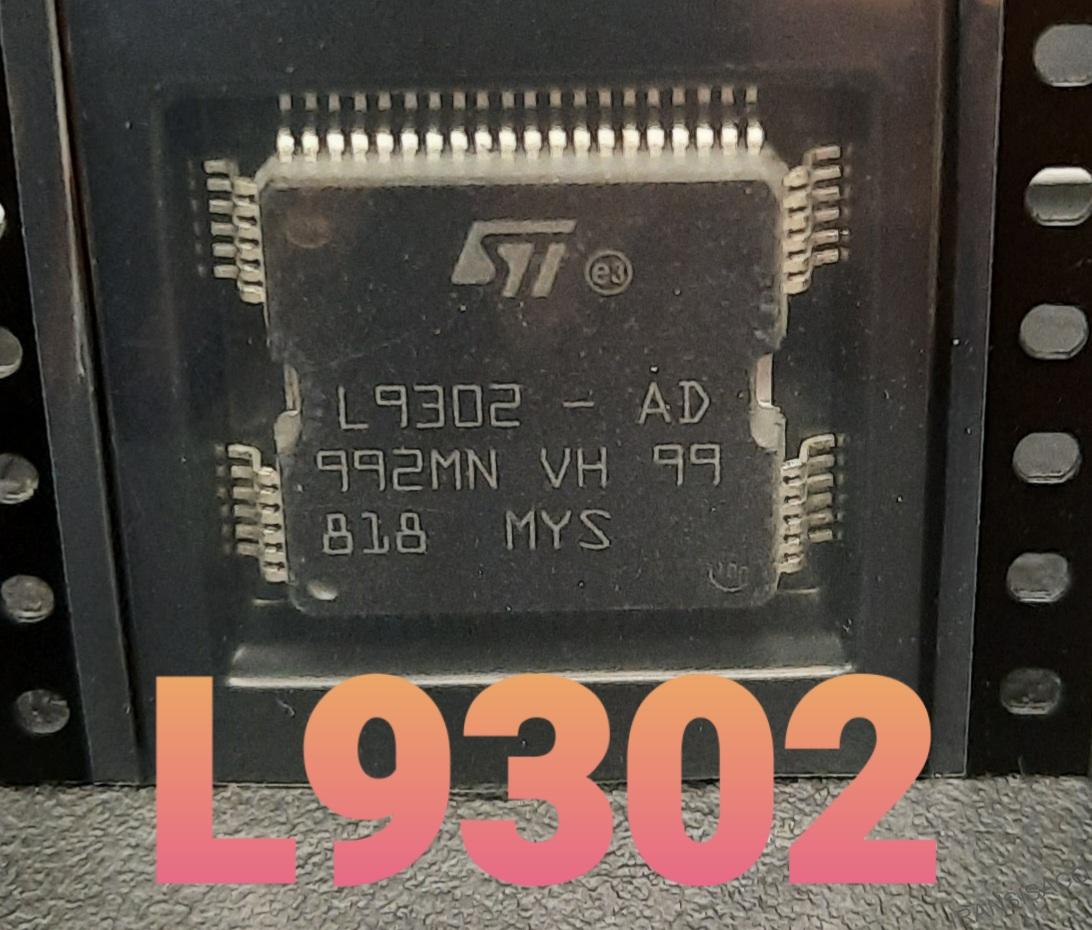 ST e3
L9302 - AD
992MN VH 99
818 MYS
L9302